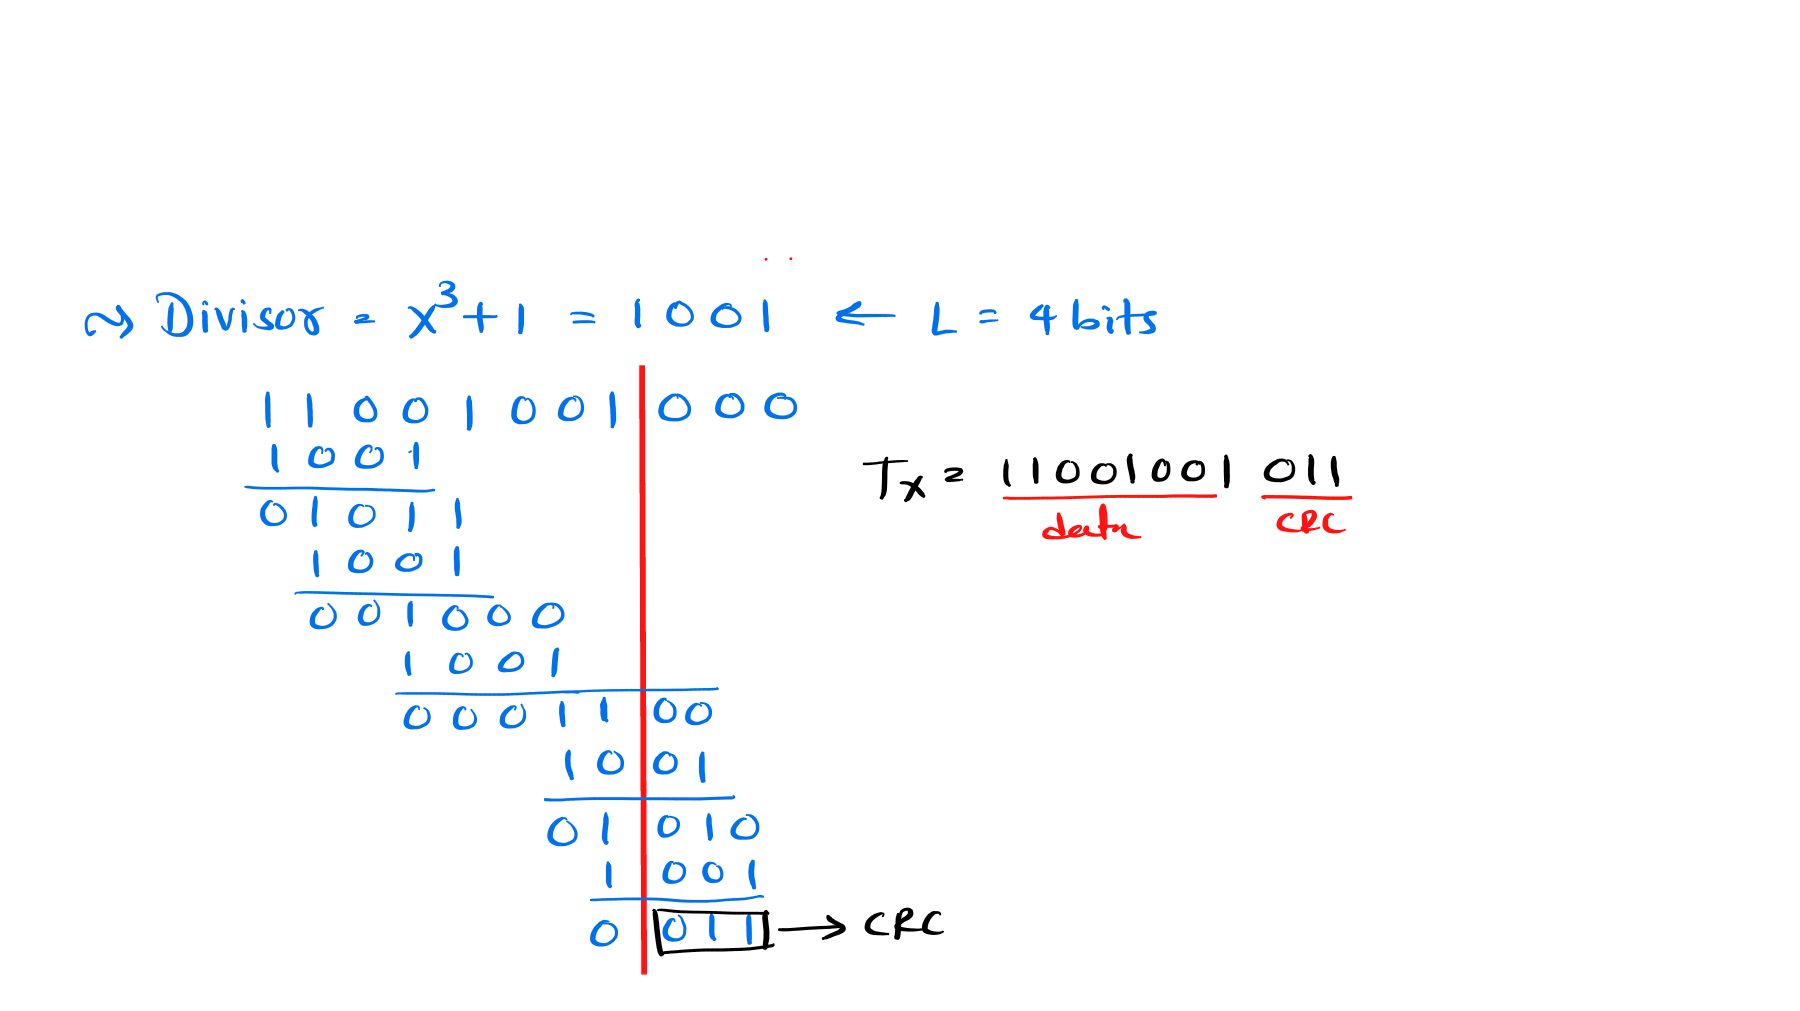 ~> Divisor = x³+1 = 1001 ← L = 4 bits
1 1 0 0 1 0 0 1 0 0 0
1 0 0 1
0 1 0 1 1
1 0 0 1
0 0 1 0 0 0
1 0 0 1
0 0 0 1 1 0 0
1 0 0 1
0 1 0 1 0
1 0 0 1
0 0 1 1 → CRC
Tx = 11001001 011
data CRC